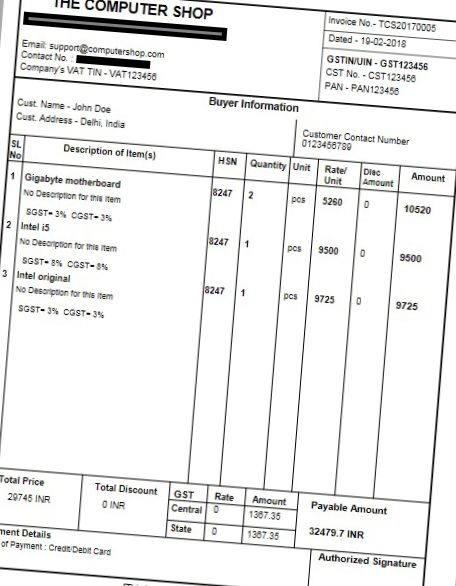 THE COMPUTER SHOP
Email: support@computershop.com
Contact No. :
Company's VAT TIN - VAT123456
Invoice No.- TCS20170005
Dated - 19-02-2018
GSTIN/UIN - GST123456
CST No. - CST123456
PAN - PAN123456
Buyer Information
Cust. Name - John Doe
Cust. Address - Delhi, India
Customer Contact Number
0123456789
SL No Description of Item(s) HSN Quantity Unit Rate/ Unit Disc Amount Amount
1 Gigabyte motherboard 8247 2 pcs 5260 0 10520
No Description for this item
SGST= 3% CGST= 3%
2 Intel i5 8247 1 pcs 9500 0 9500
No Description for this item
SGST= 8% CGST= 8%
3 Intel original 8247 1 pcs 9725 0 9725
No Description for this item
SGST= 3% CGST= 3%
Total Price Total Discount GST Rate Amount Payable Amount
29745 INR 0 INR Central 0 1367.35 32479.7 INR
State 0 1367.35
ment Details
of Payment : Credit/Debit Card
Authorized Signature